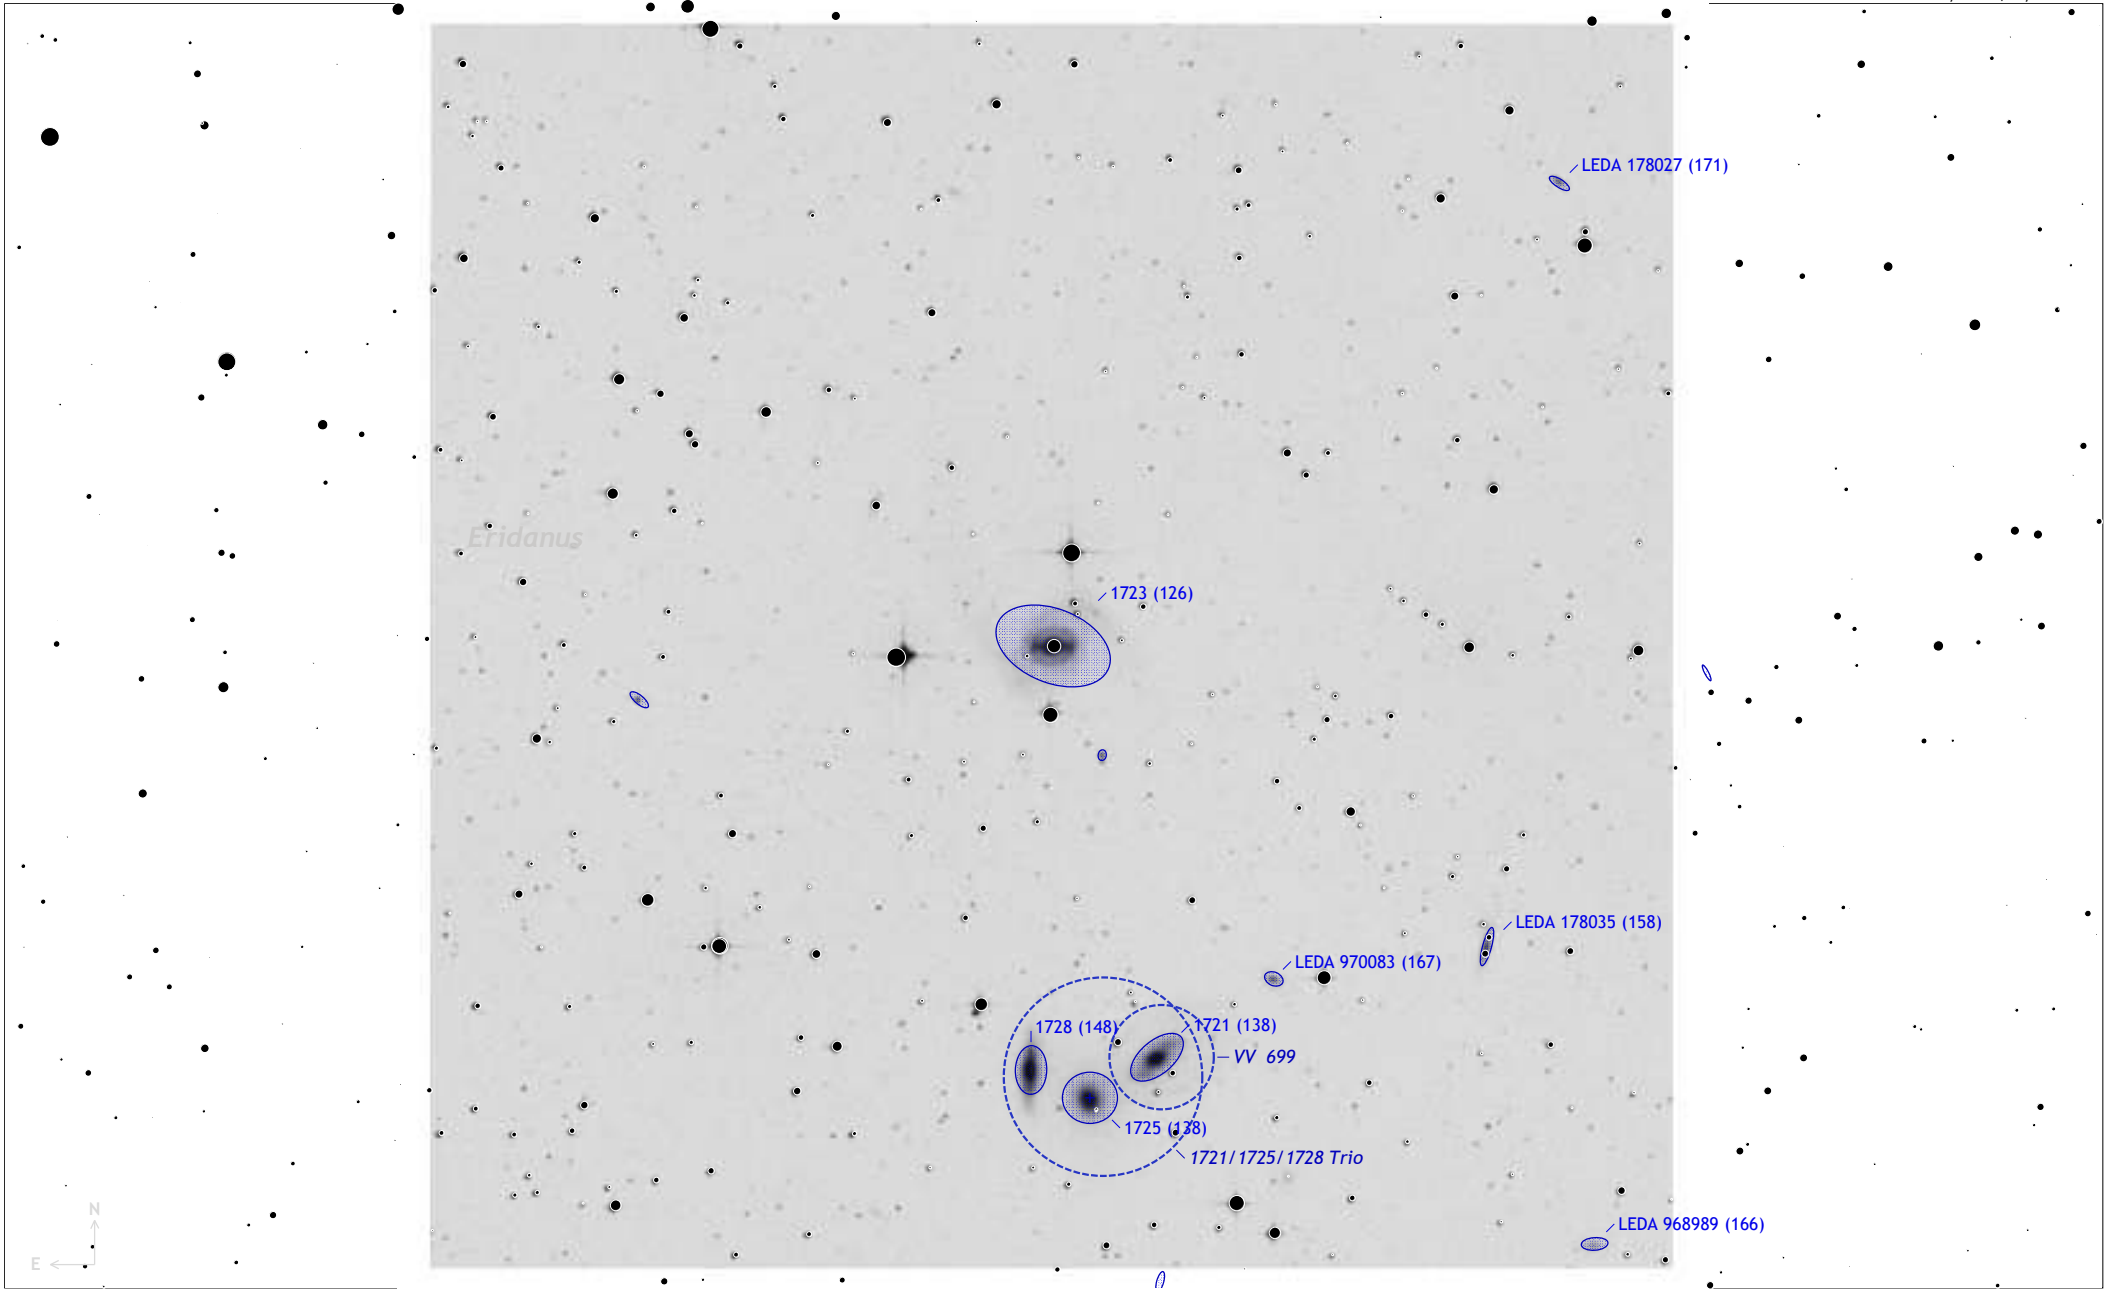 LEDA 178027 (171)
Eridanus
1723 (126)
LEDA 178035 (158)
LEDA 970083 (167)
1728 (148)
1721 (138)
VV 699
1725 (138)
1721/1725/1728 Trio
N
LEDA 968989 (166)
E